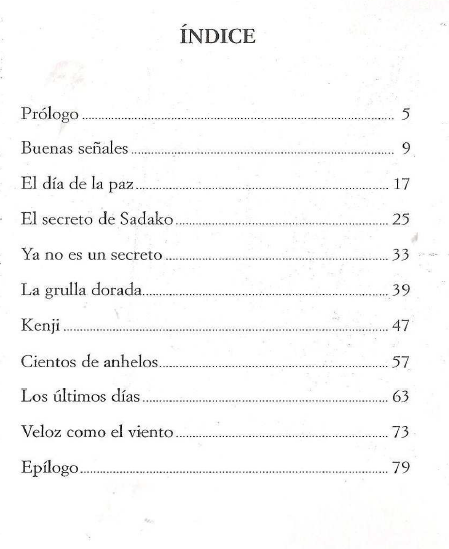 ÍNDICE
Prólogo ........ 5
Buenas señales ........ 9
El día de la paz ........ 17
El secreto de Sadako ........ 25
Ya no es un secreto ........ 33
La grulla dorada ........ 39
Kenji ........ 47
Cientos de anhelos ........ 57
Los últimos días ........ 63
Veloz como el viento ........ 73
Epílogo ........ 79